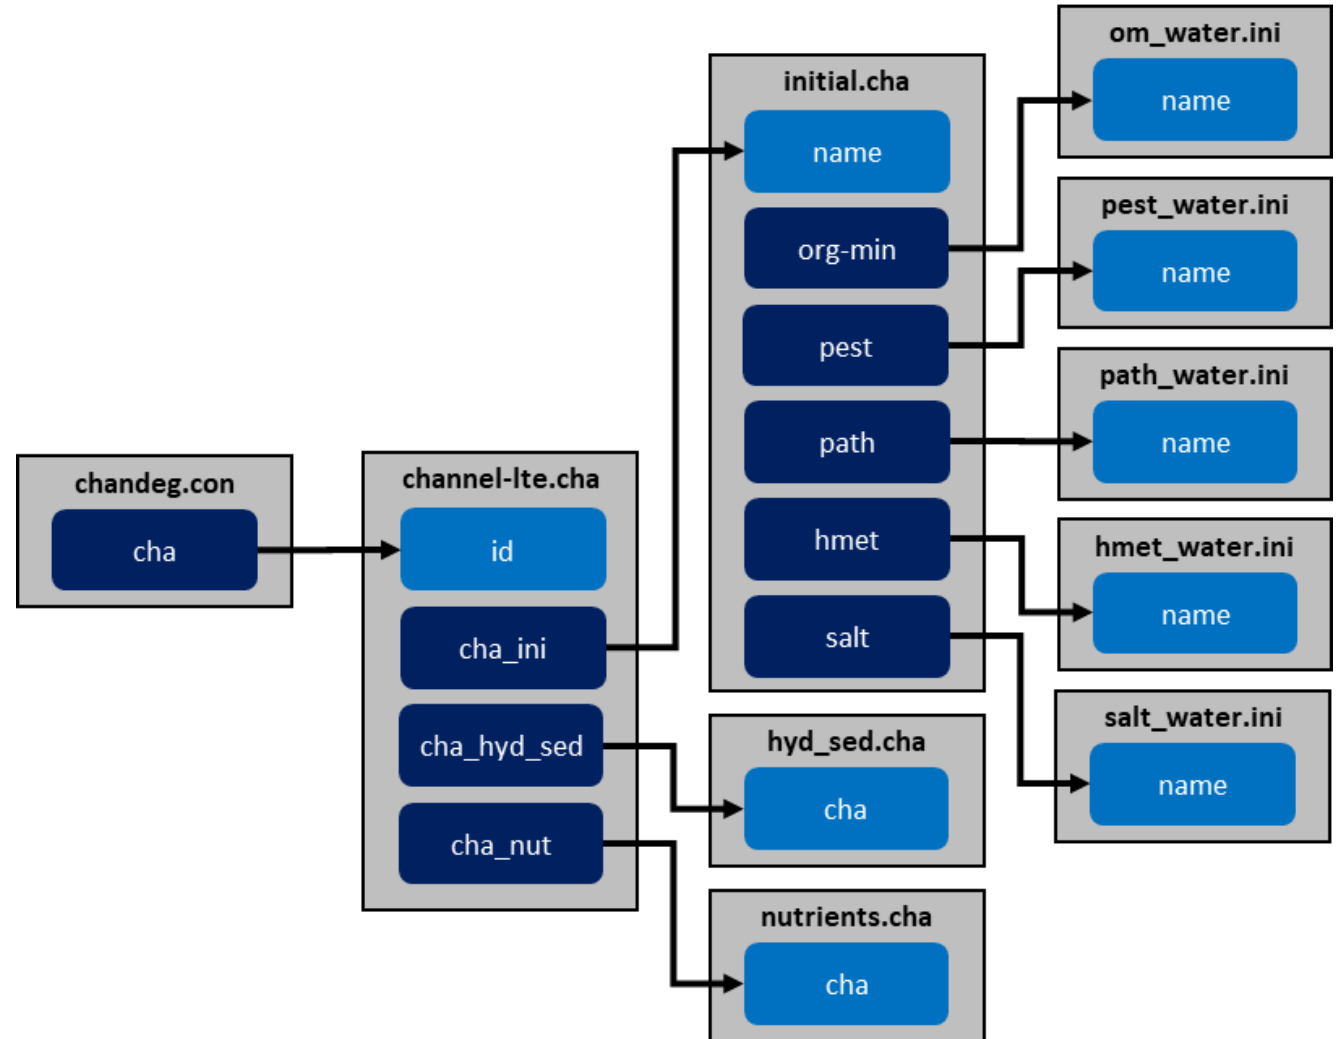 chandeg.con
cha
channel-lte.cha
id
cha_ini
cha_hyd_sed
cha_nut
initial.cha
name
org-min
pest
path
hmet
salt
hyd_sed.cha
cha
nutrients.cha
cha
om_water.ini
name
pest_water.ini
name
path_water.ini
name
hmet_water.ini
name
salt_water.ini
name